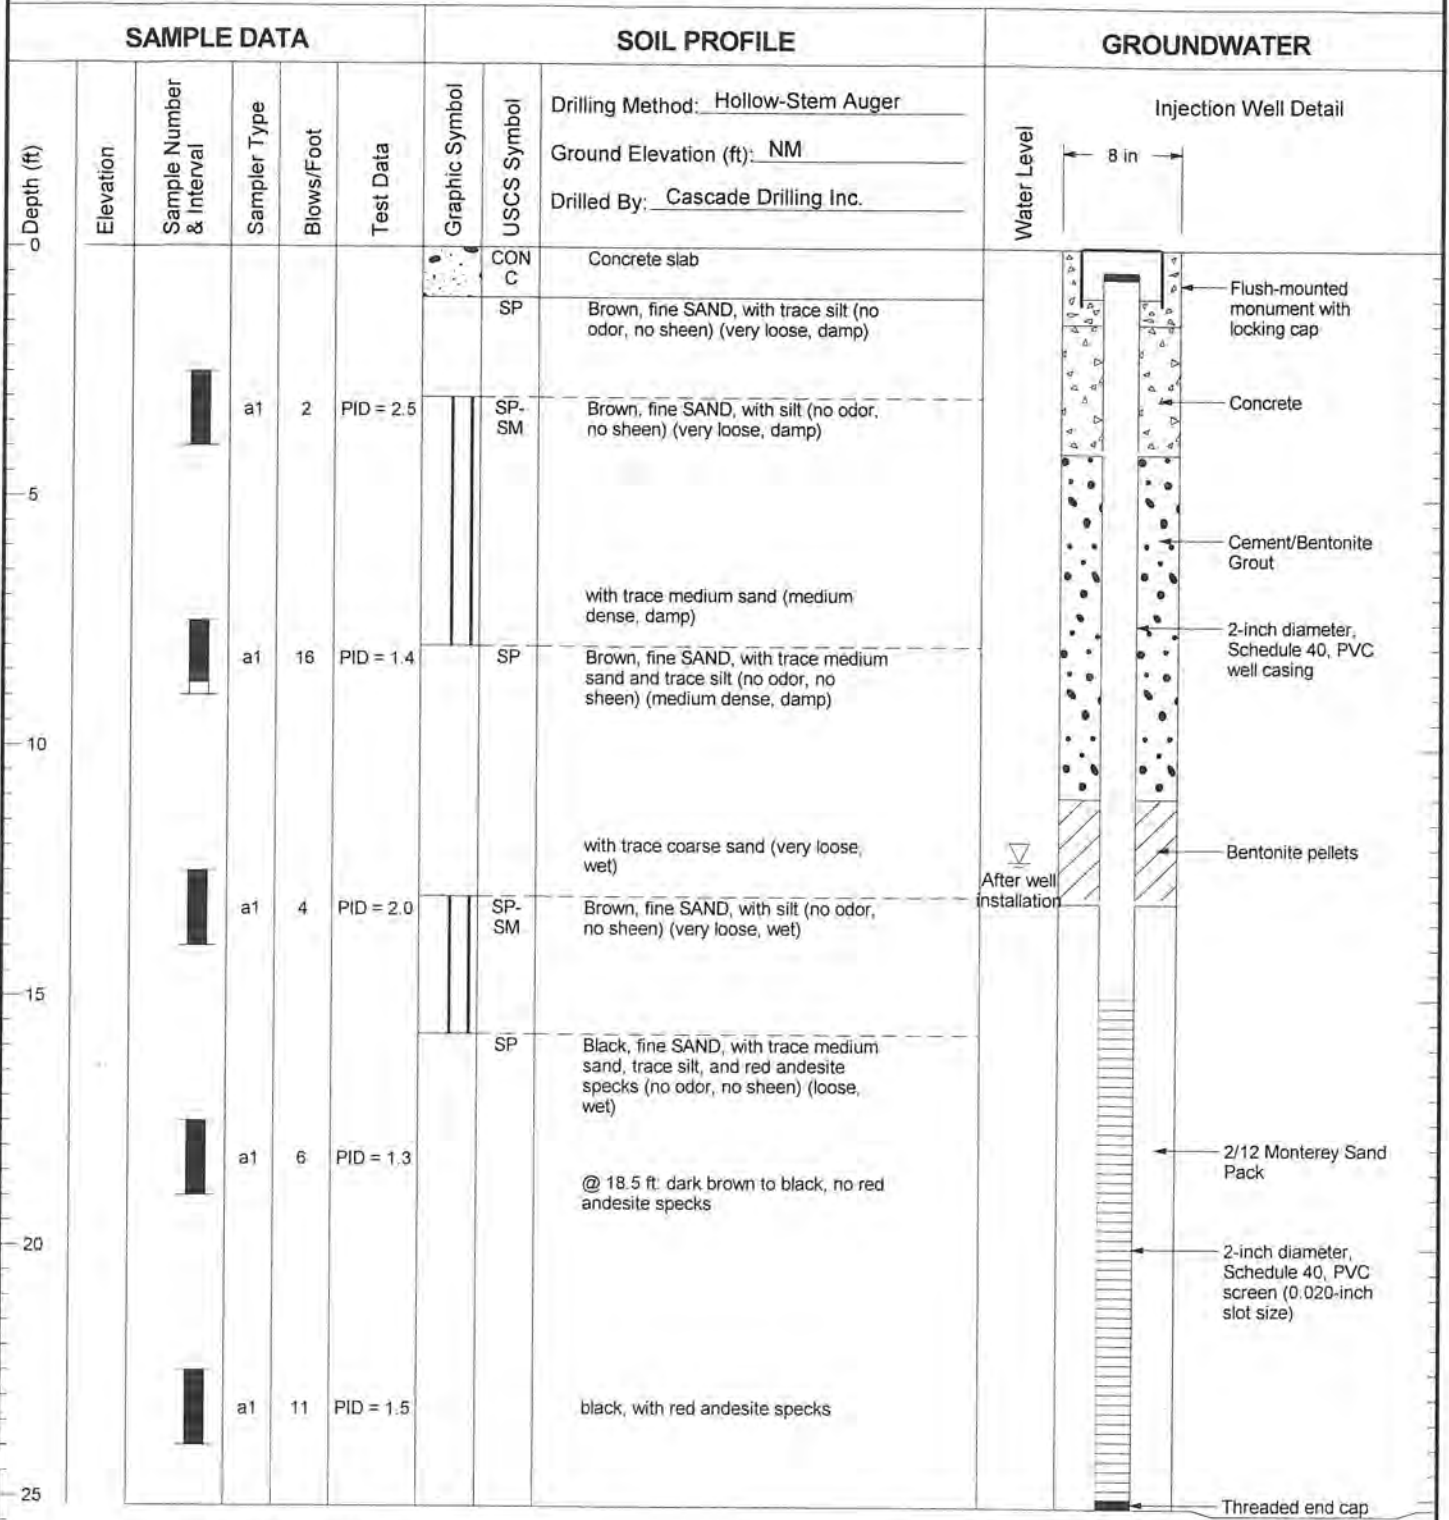 SAMPLE DATA
SOIL PROFILE
GROUNDWATER
Depth (ft)
Elevation
Sample Number
& Interval
Sampler Type
Blows/Foot
Test Data
Graphic Symbol
USCS Symbol
Drilling Method: Hollow-Stem Auger
Ground Elevation (ft): NM
Drilled By: Cascade Drilling Inc.
Water Level
Injection Well Detail
8 in
0
CON
C
Concrete slab
SP
Brown, fine SAND, with trace silt (no
odor, no sheen) (very loose, damp)
Flush-mounted
monument with
locking cap
a1 2 PID = 2.5
SP-
SM
Brown, fine SAND, with silt (no odor,
no sheen) (very loose, damp)
Concrete
5
Cement/Bentonite
Grout
with trace medium sand (medium
dense, damp)
2-inch diameter,
Schedule 40, PVC
well casing
a1 16 PID = 1.4
SP
Brown, fine SAND, with trace medium
sand and trace silt (no odor, no
sheen) (medium dense, damp)
10
with trace coarse sand (very loose,
wet)
After well
installation
Bentonite pellets
a1 4 PID = 2.0
SP-
SM
Brown, fine SAND, with silt (no odor,
no sheen) (very loose, wet)
15
SP
Black, fine SAND, with trace medium
sand, trace silt, and red andesite
specks (no odor, no sheen) (loose,
wet)
a1 6 PID = 1.3
@ 18.5 ft: dark brown to black, no red
andesite specks
2/12 Monterey Sand
Pack
20
2-inch diameter,
Schedule 40, PVC
screen (0.020-inch
slot size)
a1 11 PID = 1.5
black, with red andesite specks
25
Threaded end cap